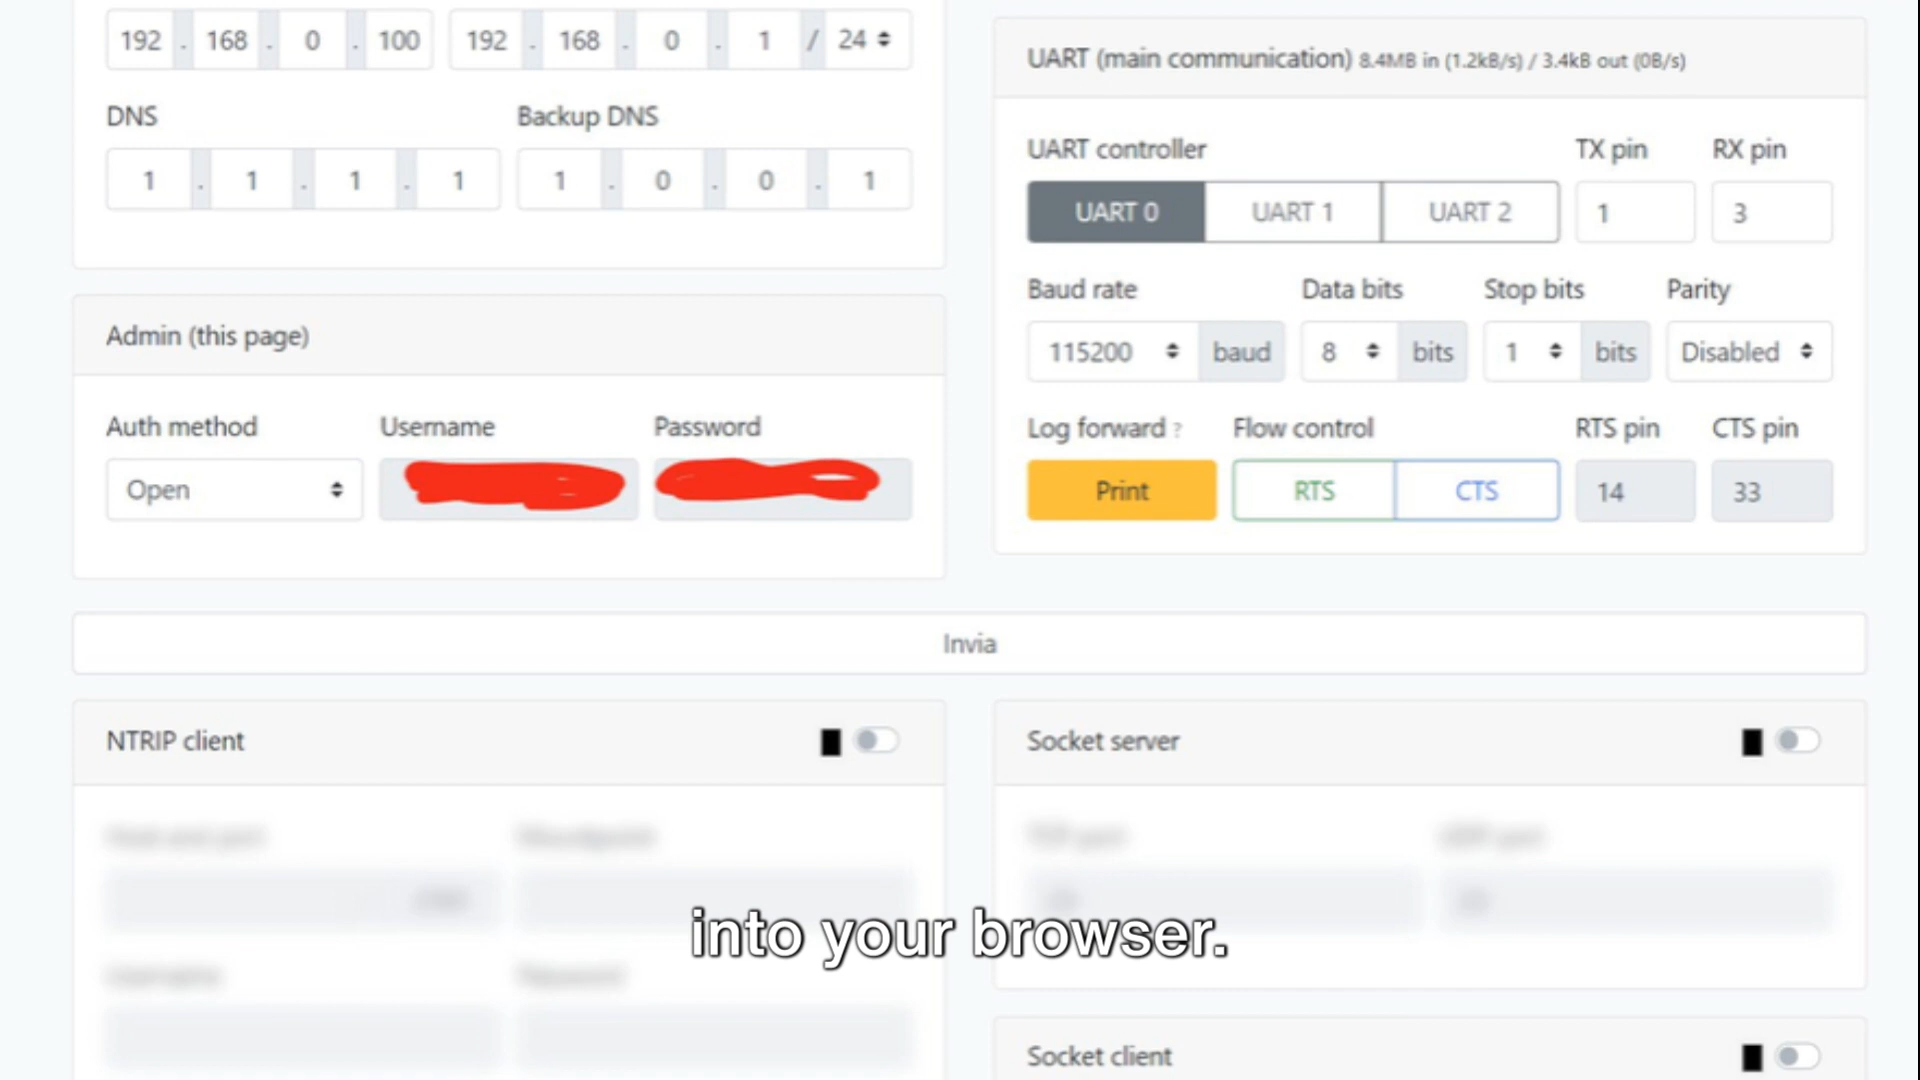 192 . 168 . 0 . 100 192 . 168 . 0 . 1 / 24
DNS Backup DNS
1 . 1 . 1 . 1 1 . 0 . 0 . 1
Admin (this page)
Auth method Username Password
Open
UART (main communication) 8.4MB in (1.2kB/s) / 3.4kB out (0B/s)
UART controller TX pin RX pin
UART 0 UART 1 UART 2 1 3
Baud rate Data bits Stop bits Parity
115200 baud 8 bits 1 bits Disabled
Log forward ? Flow control RTS pin CTS pin
Print RTS CTS 14 33
Invia
NTRIP client
Socket server
Socket client
into your browser.